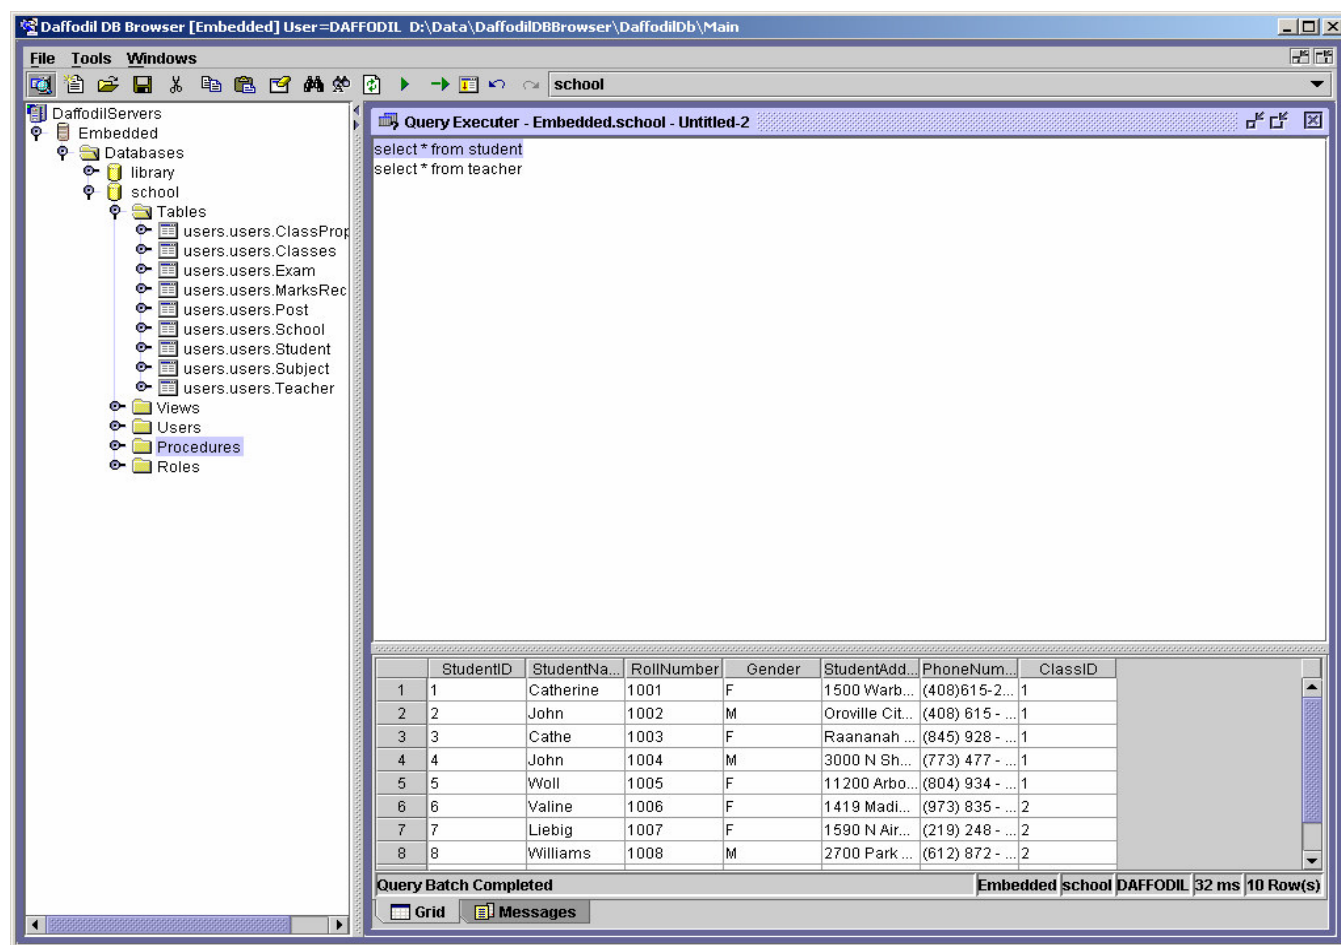 Daffodil DB Browser [Embedded] User=DAFFODIL D:\Data\DaffodilDBBrowser\DaffodilDb\Main
File Tools Windows
school
DaffodilServers
Embedded
Databases
library
school
Tables
users.users.ClassProp
users.users.Classes
users.users.Exam
users.users.MarksRec
users.users.Post
users.users.School
users.users.Student
users.users.Subject
users.users.Teacher
Views
Users
Procedures
Roles
Query Executer - Embedded.school - Untitled-2
select * from student
select * from teacher
StudentID StudentNa... RollNumber Gender StudentAdd... PhoneNum... ClassID
1 1 Catherine 1001 F 1500 Warb... (408)615-2... 1
2 2 John 1002 M Oroville Cit... (408) 615 - ... 1
3 3 Cathe 1003 F Raananah ... (845) 928 - ... 1
4 4 John 1004 M 3000 N Sh... (773) 477 - ... 1
5 5 Woll 1005 F 11200 Arbo... (804) 934 - ... 1
6 6 Valine 1006 F 1419 Madi... (973) 835 - ... 2
7 7 Liebig 1007 F 1590 N Air... (219) 248 - ... 2
8 8 Williams 1008 M 2700 Park ... (612) 872 - ... 2
Query Batch Completed Embedded school DAFFODIL 32 ms 10 Row(s)
Grid Messages